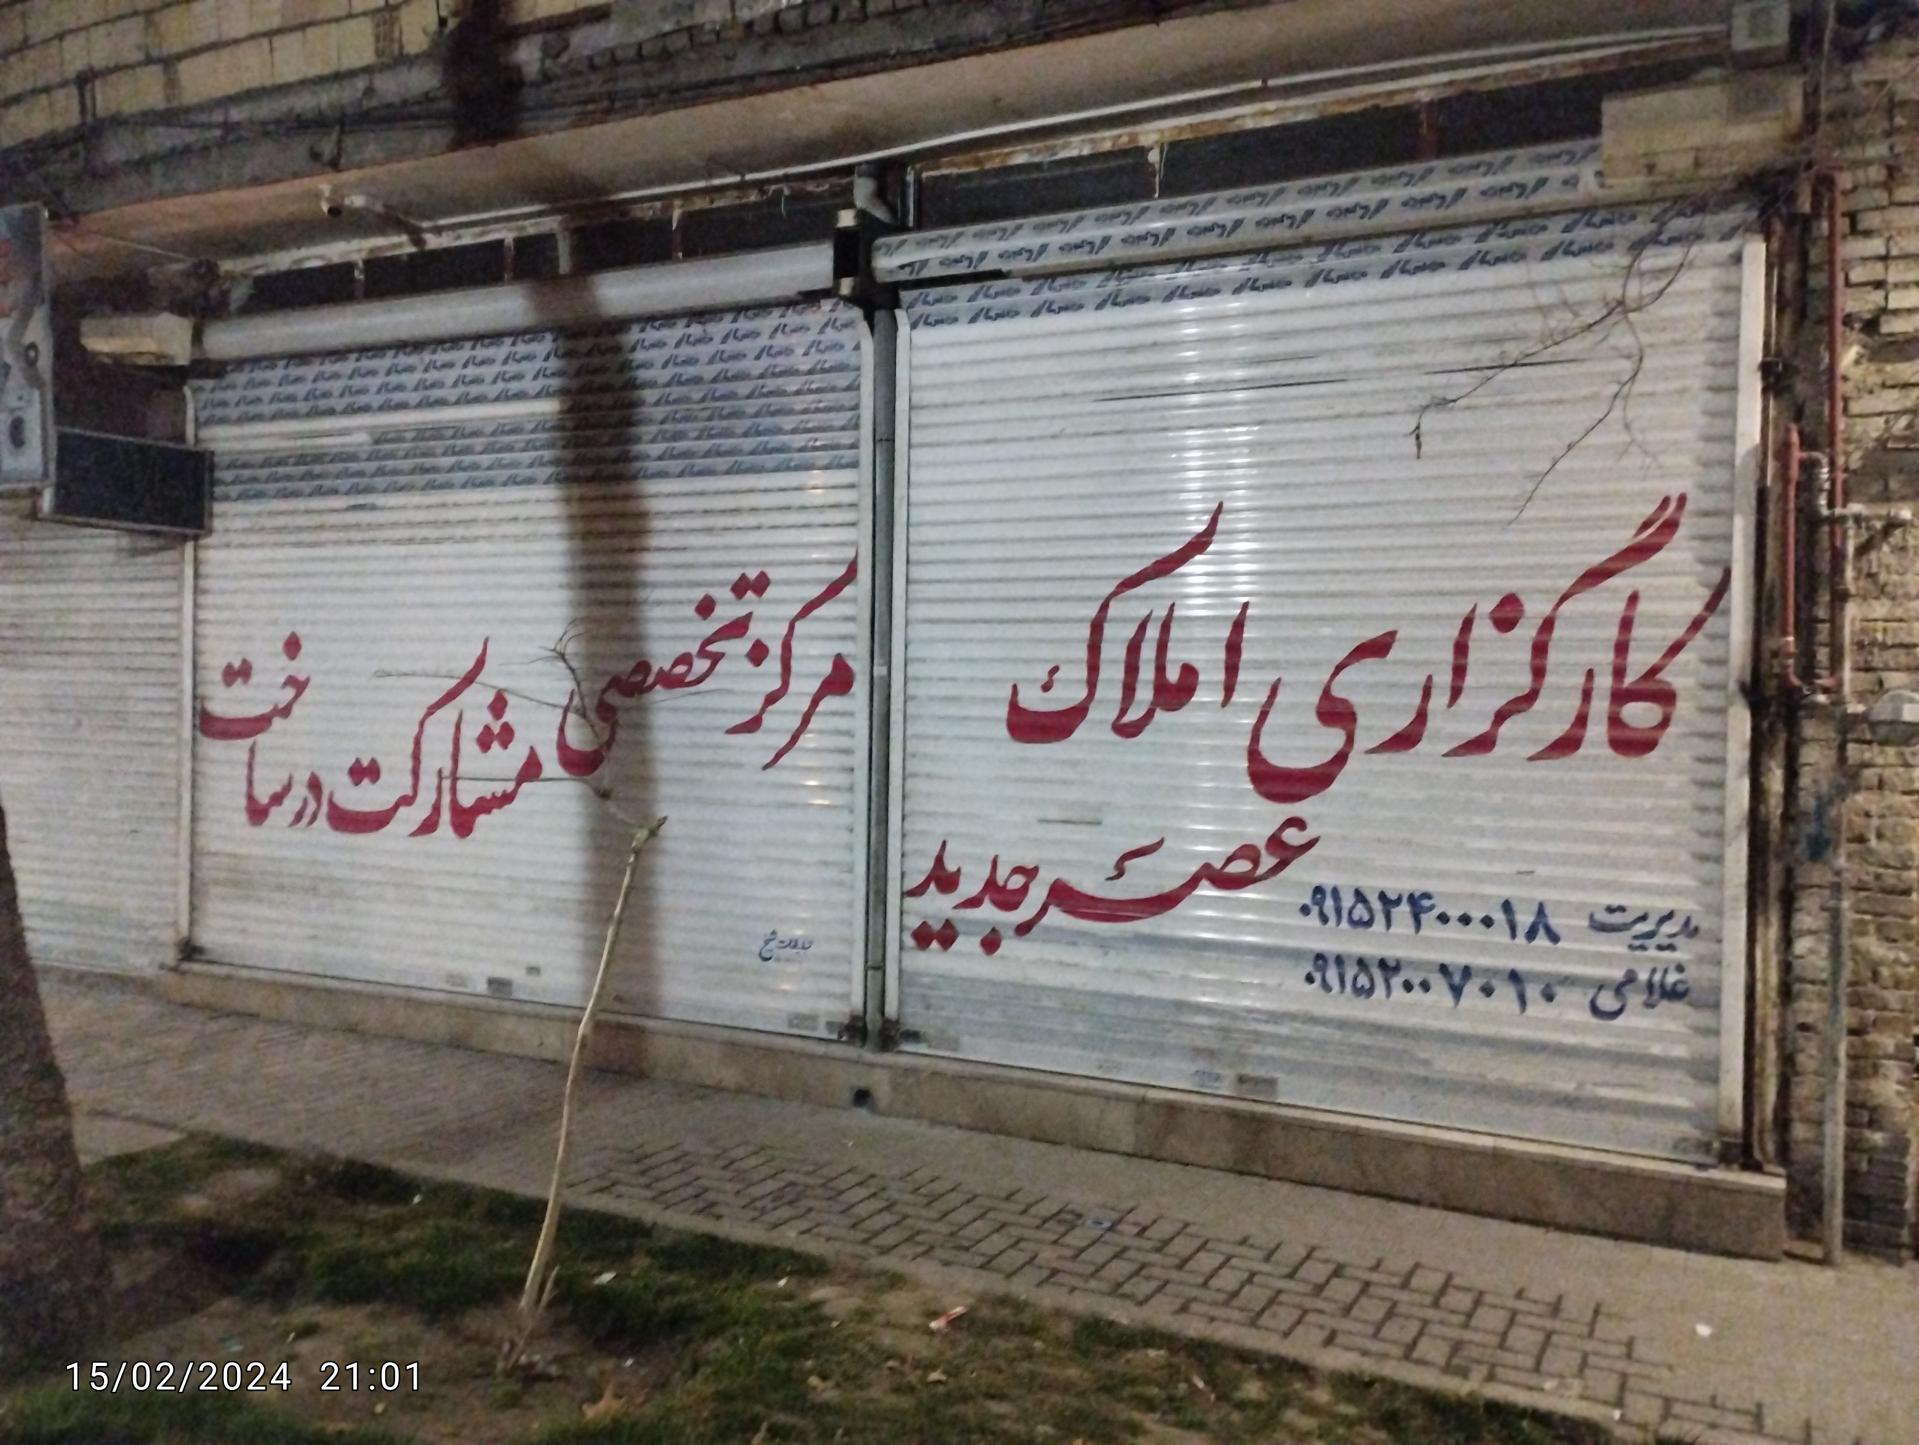 کارگزاری املاک
عصر جدید
مدیریت ۰۹۱۵۲۴۰۰۰۱۸
غلامی ۰۹۱۵۲۰۰۷۰۱۰
مرکز تخصصی
مشارکت در ساخت
15/02/2024 21:01